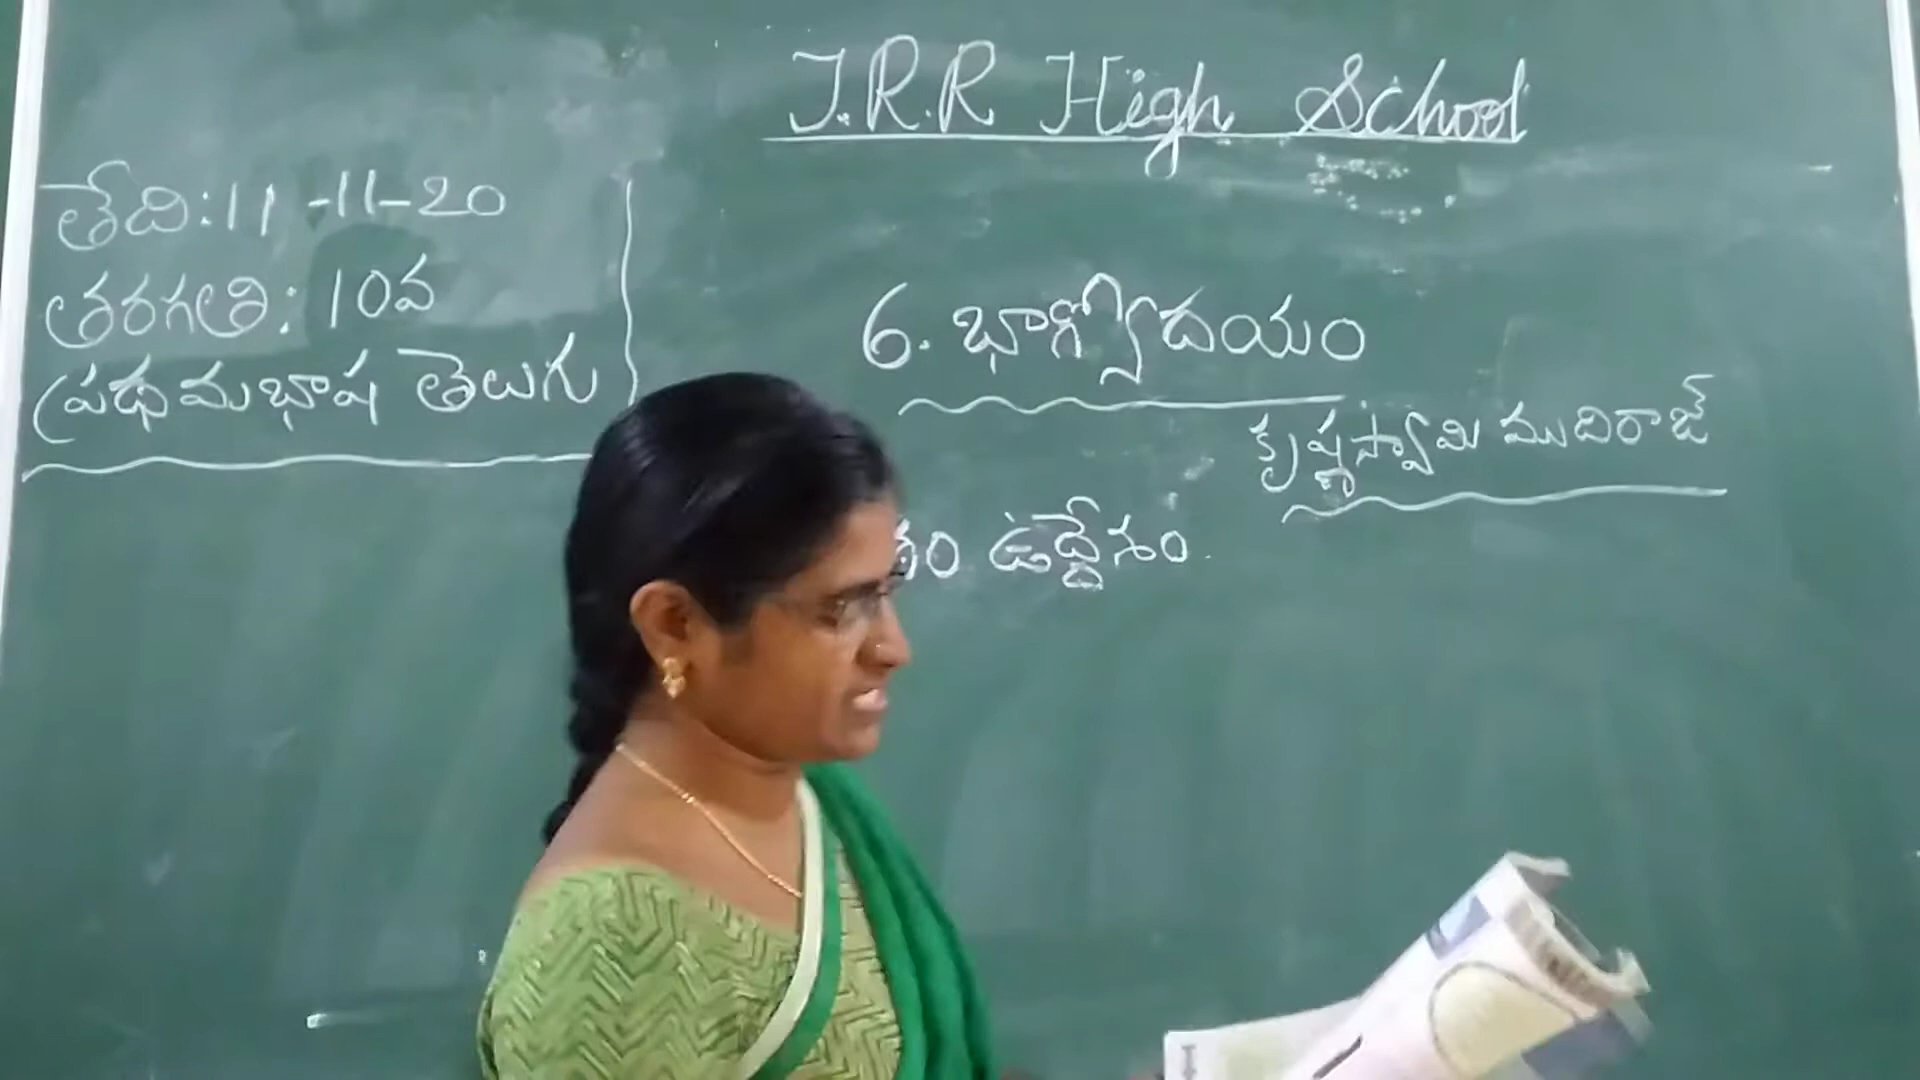 J.R.R High School
తేది: 11-11-20
తరగతి: 10వ
ప్రథమభాష తెలుగు
6. భాగ్యోదయం
కృష్ణస్వామి ముదిరాజ్
ఉద్దేశం.